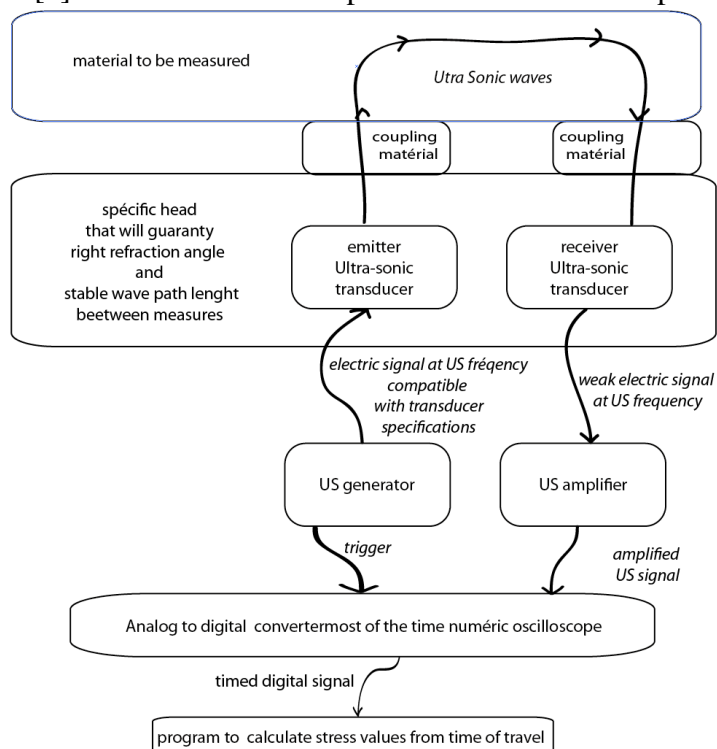 material to be measured
Utra Sonic waves
coupling
matérial
coupling
matérial
spécific head
that will guaranty
right refraction angle
and
stable wave path lenght
beetween measures
emitter
Ultra-sonic
transducer
receiver
Ultra-sonic
transducer
electric signal at US fréqency
compatible
with transducer
specifications
weak electric signal
at US frequency
US generator
US amplifier
trigger
amplified
US signal
Analog to digital convertermost of the time numéric oscilloscope
timed digital signal
program to calculate stress values from time of travel